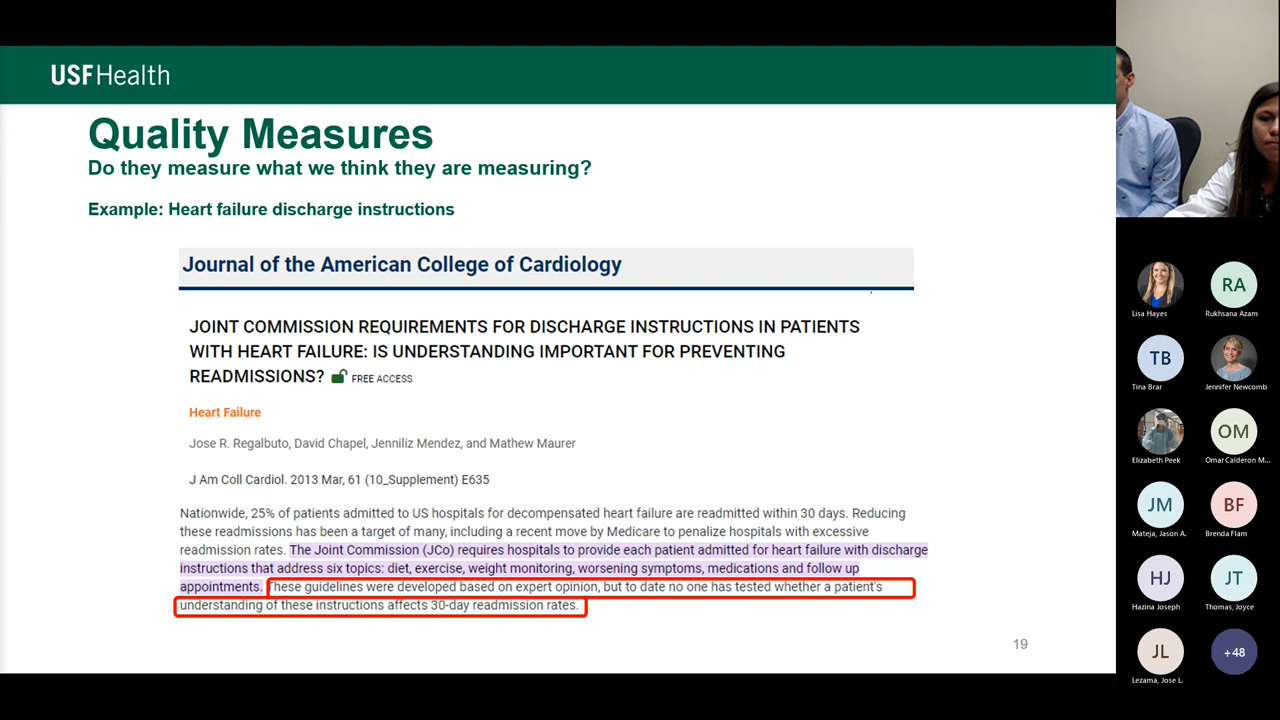 USF Health
Quality Measures
Do they measure what we think they are measuring?
Example: Heart failure discharge instructions
Journal of the American College of Cardiology
JOINT COMMISSION REQUIREMENTS FOR DISCHARGE INSTRUCTIONS IN PATIENTS
WITH HEART FAILURE: IS UNDERSTANDING IMPORTANT FOR PREVENTING
READMISSIONS? FREE ACCESS
Heart Failure
Jose R. Regalbuto, David Chapel, Jenniliz Mendez, and Mathew Maurer
J Am Coll Cardiol. 2013 Mar, 61 (10_Supplement) E635
Nationwide, 25% of patients admitted to US hospitals for decompensated heart failure are readmitted within 30 days. Reducing
these readmissions has been a target of many, including a recent move by Medicare to penalize hospitals with excessive
readmission rates. The Joint Commission (JCo) requires hospitals to provide each patient admitted for heart failure with discharge
instructions that address six topics: diet, exercise, weight monitoring, worsening symptoms, medications and follow up
appointments. These guidelines were developed based on expert opinion, but to date no one has tested whether a patient's
understanding of these instructions affects 30-day readmission rates.
19
Lisa Hayes
RA
Rukhsana Azam
TB
Tina Brar
Jennifer Newcomb
Elizabeth Peek
OM
Omar Calderon M...
JM
Mateja, Jason A.
BF
Brenda Flam
HJ
Hazina Joseph
JT
Thomas, Joyce
JL
Lezama, Jose L.
+48